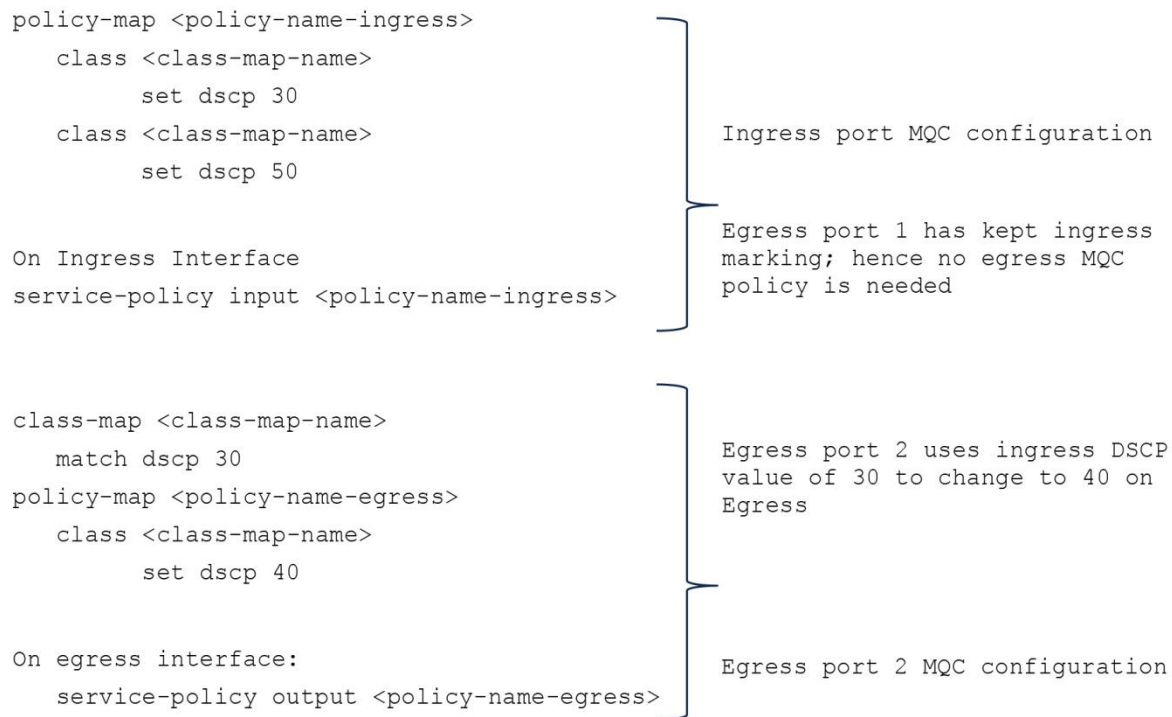 policy-map <policy-name-ingress>
class <class-map-name>
set dscp 30
class <class-map-name>
set dscp 50
On Ingress Interface
service-policy input <policy-name-ingress>
Ingress port MQC configuration
Egress port 1 has kept ingress
marking; hence no egress MQC
policy is needed
class-map <class-map-name>
match dscp 30
policy-map <policy-name-egress>
class <class-map-name>
set dscp 40
On egress interface:
service-policy output <policy-name-egress>
Egress port 2 uses ingress DSCP
value of 30 to change to 40 on
Egress
Egress port 2 MQC configuration